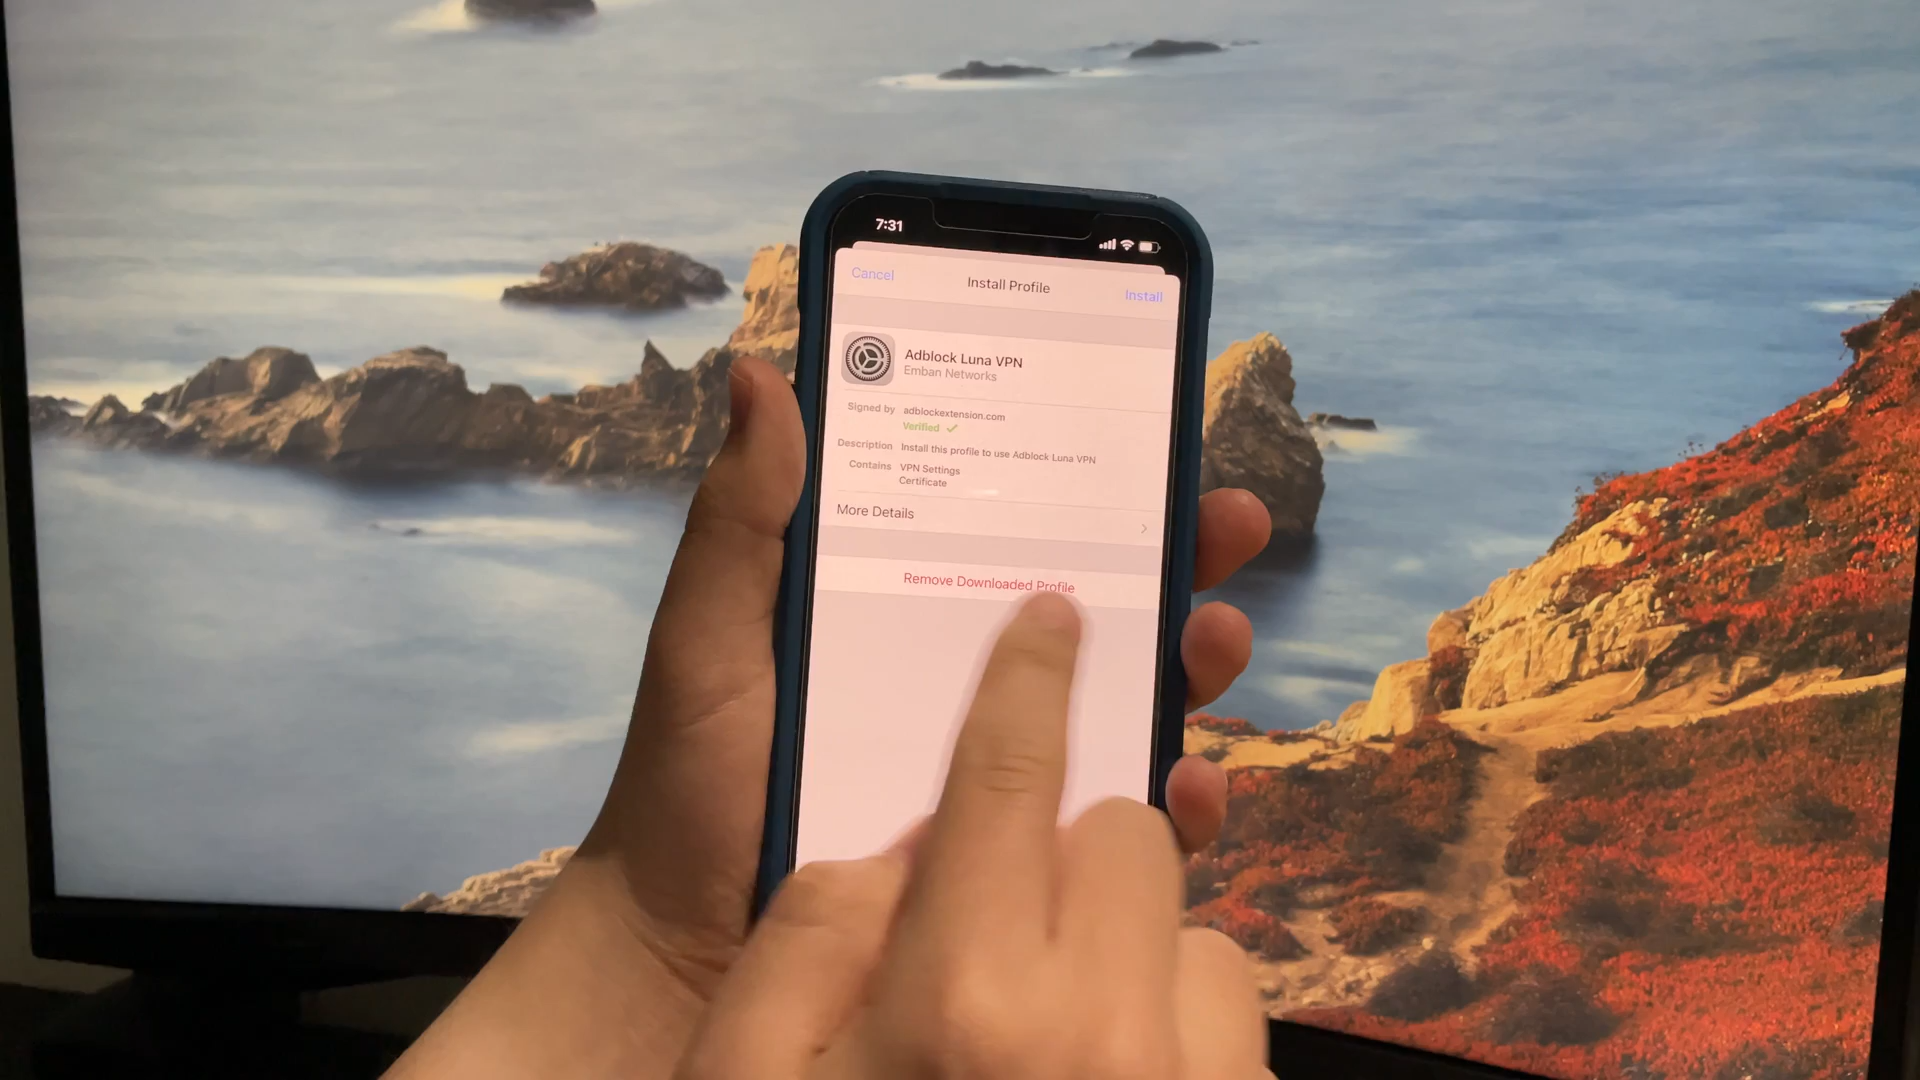 7:31
Cancel
Install Profile
Install
Adblock Luna VPN
Emban Networks
Signed by adblockextension.com
Verified
Description Install this profile to use Adblock Luna VPN
Contains VPN Settings
Certificate
More Details
Remove Downloaded Profile